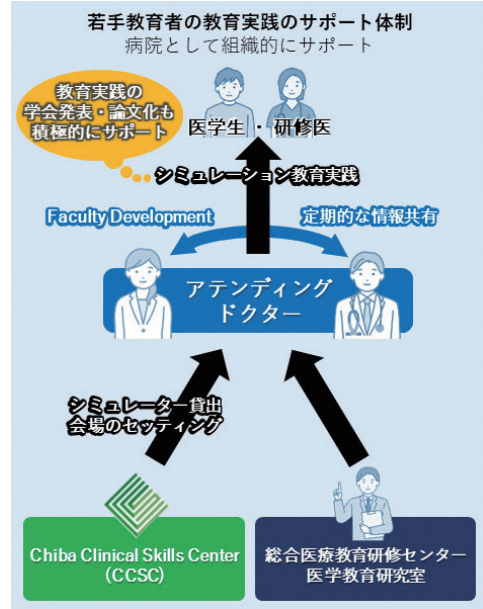 若手教育者の教育実践のサポート体制
病院として組織的にサポート
教育実践の
学会発表・論文化も
積極的にサポート
医学生・研修医
シミュレーション教育実践
Faculty Development
定期的な情報共有
アテンディング
ドクター
シミュレーター貸出
会場のセッティング
Chiba Clinical Skills Center
(CCSC)
総合医療教育研修センター
医学教育研究室